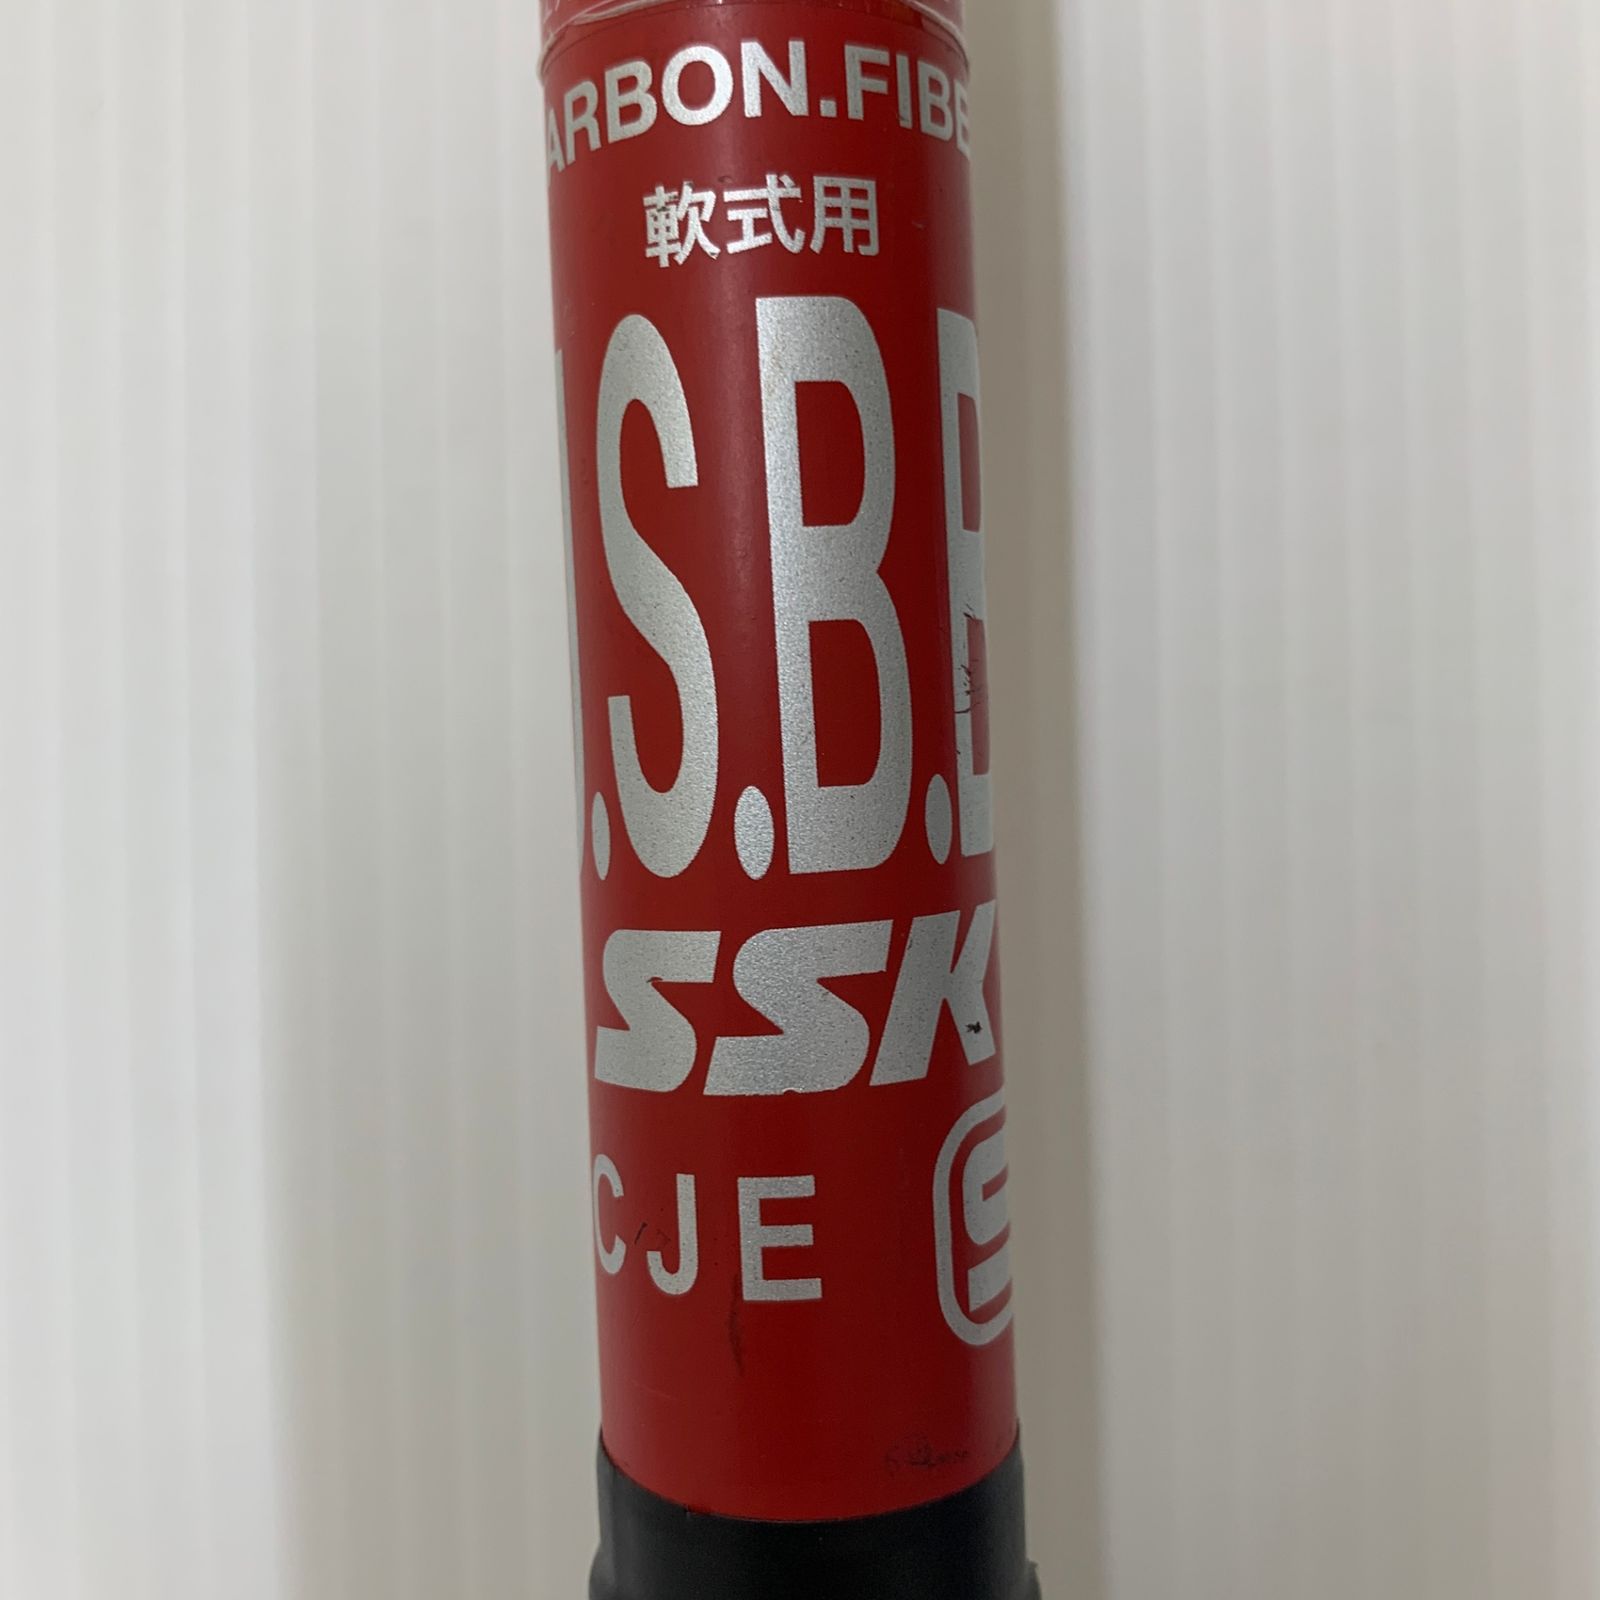 ARBON.FIBE
軟式用
J.S.B.B
SSK
CJE
S